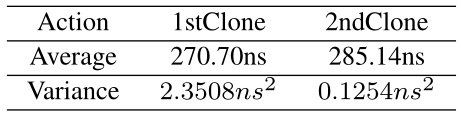 Action 1stClone 2ndClone
Average 270.70ns 285.14ns
Variance 2.3508ns² 0.1254ns²